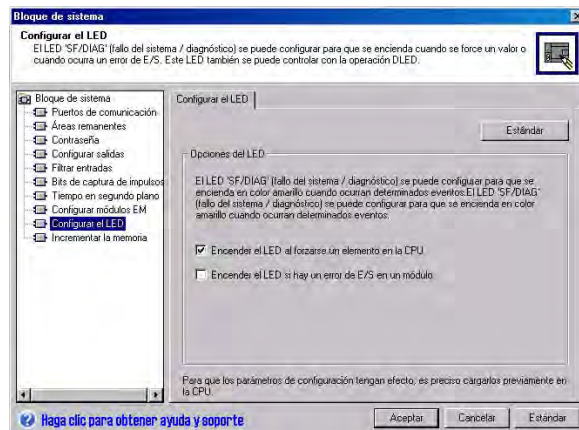 Bloque de sistema
Configurar el LED
El LED 'SF/DIAG' (fallo del sistema / diagnóstico) se puede configurar para que se encienda cuando se force un valor o
cuando ocurra un error de E/S. Este LED también se puede controlar con la operación DLED.
Bloque de sistema
Puertos de comunicación
Áreas remanentes
Contraseña
Configurar salidas
Filtrar entradas
Bits de captura de impulsos
Tiempo en segundo plano
Configurar módulos EM
Configurar el LED
Incrementar la memoria
Configurar el LED
Estándar
Opciones del LED
El LED 'SF/DIAG' (fallo del sistema / diagnóstico) se puede configurar para que se
encienda en color amarillo cuando ocurran determinados eventos.El LED 'SF/DIAG'
(fallo del sistema / diagnóstico) se puede configurar para que se encienda en color
amarillo cuando ocurran determinados eventos.
Encender el LED al forzarse un elemento en la CPU
Encender el LED si hay un error de E/S en un módulo
Para que los parámetros de configuración tengan efecto, es preciso cargarlos previamente en
la CPU.
Haga clic para obtener ayuda y soporte
Aceptar
Cancelar
Estándar